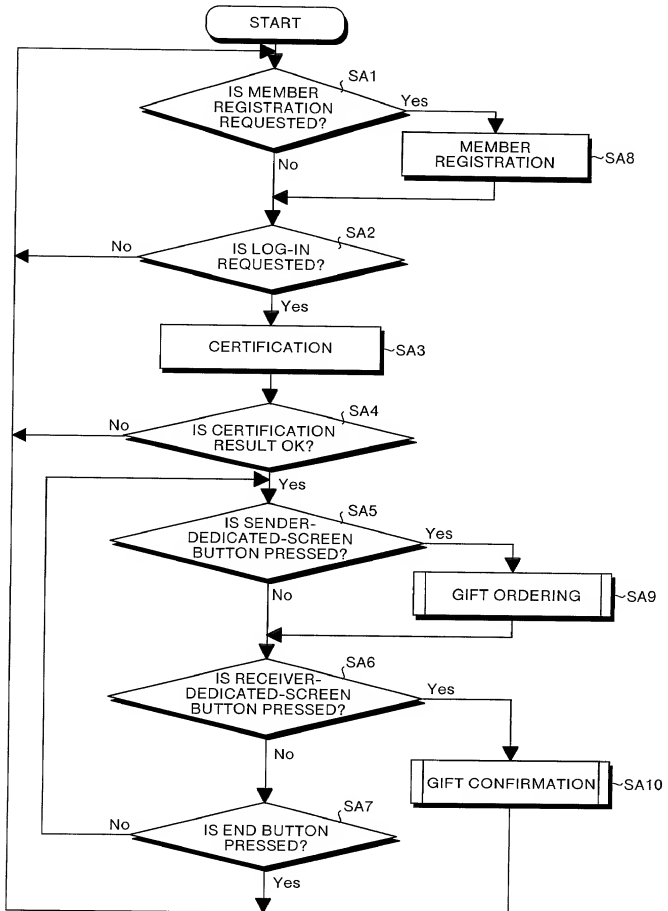 START
SA1
IS MEMBER
REGISTRATION
REQUESTED?
Yes
MEMBER
REGISTRATION
SA8
No
SA2
IS LOG-IN
REQUESTED?
No
Yes
CERTIFICATION
SA3
SA4
IS CERTIFICATION
RESULT OK?
No
Yes
SA5
IS SENDER-
DEDICATED-SCREEN
BUTTON PRESSED?
Yes
GIFT ORDERING
SA9
No
SA6
IS RECEIVER-
DEDICATED-SCREEN
BUTTON PRESSED?
Yes
No
GIFT CONFIRMATION
SA10
SA7
IS END BUTTON
PRESSED?
No
Yes